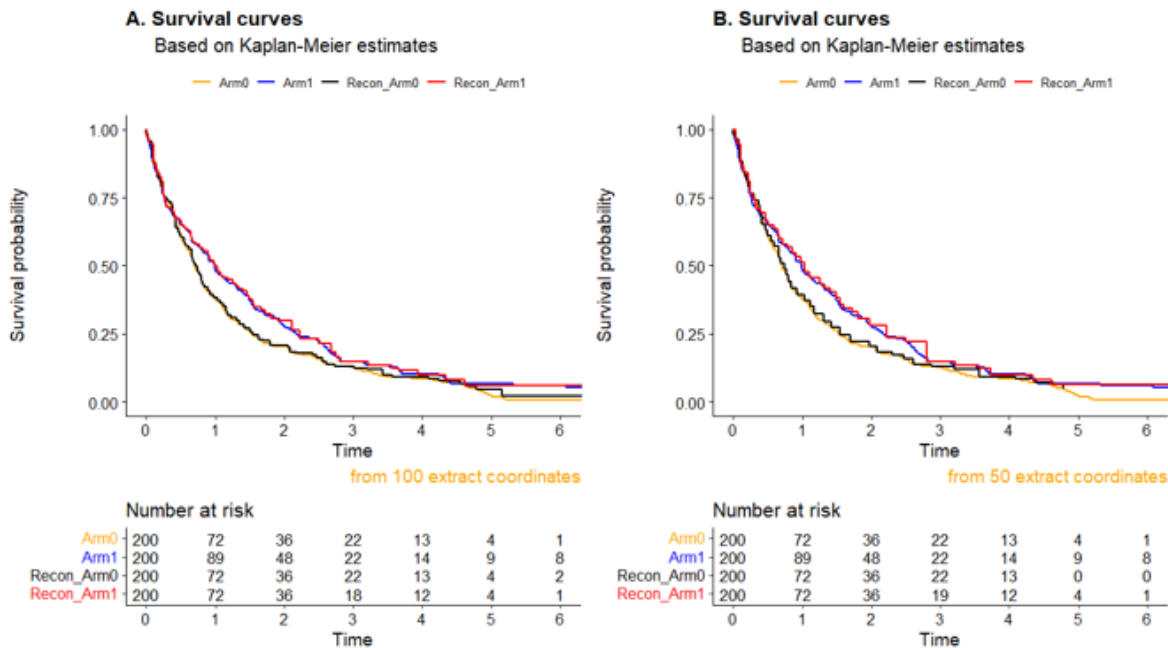 A. Survival curves
Based on Kaplan-Meier estimates
Arm0 Arm1 Recon_Arm0 Recon_Arm1
Survival probability
1.00
0.75
0.50
0.25
0.00
0 1 2 3 4 5 6
Time
from 100 extract coordinates
Number at risk
Arm0 200 72 36 22 13 4 1
Arm1 200 89 48 22 14 9 8
Recon_Arm0 200 72 36 22 13 4 2
Recon_Arm1 200 72 36 18 12 4 1
0 1 2 3 4 5 6
Time
B. Survival curves
Based on Kaplan-Meier estimates
Arm0 Arm1 Recon_Arm0 Recon_Arm1
Survival probability
1.00
0.75
0.50
0.25
0.00
0 1 2 3 4 5 6
Time
from 50 extract coordinates
Number at risk
Arm0 200 72 36 22 13 4 1
Arm1 200 89 48 22 14 9 8
Recon_Arm0 200 72 36 22 13 0 0
Recon_Arm1 200 72 36 19 12 4 1
0 1 2 3 4 5 6
Time